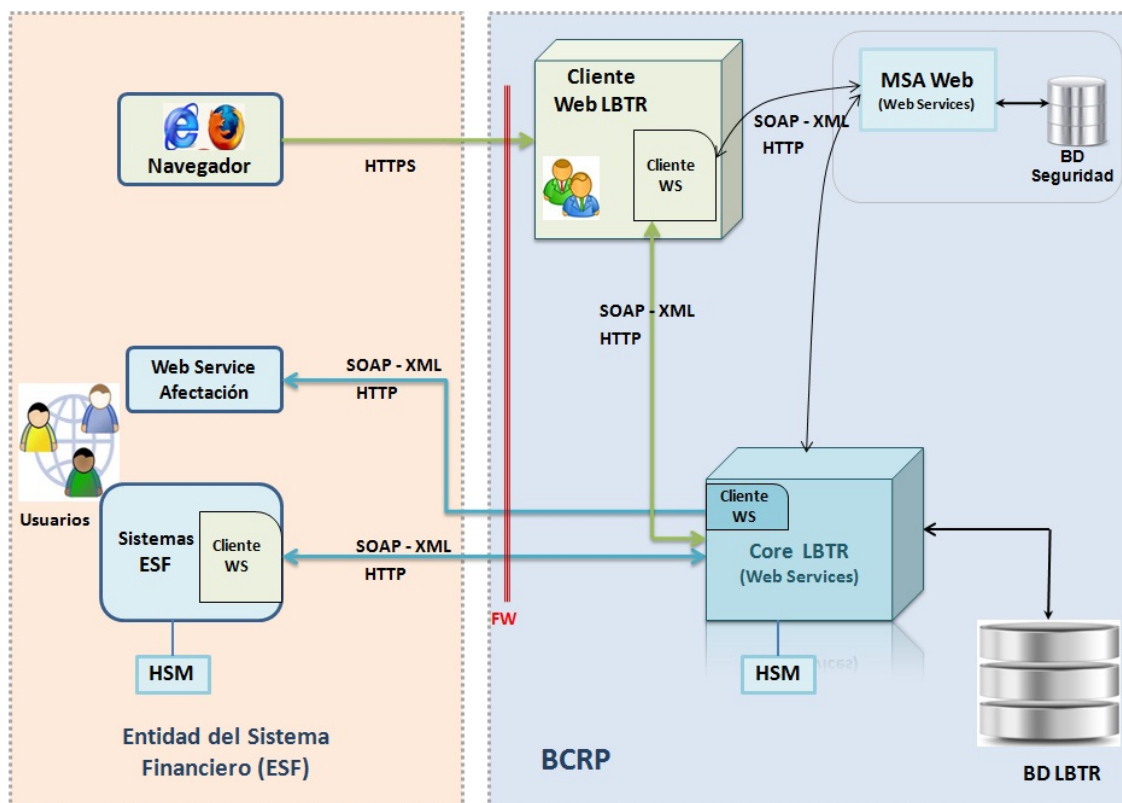 Navegador
HTTPS
Web Service
Afectación
SOAP - XML
HTTP
Usuarios
Sistemas
ESF
Cliente
WS
SOAP - XML
HTTP
HSM
Entidad del Sistema
Financiero (ESF)
FW
Cliente
Web LBTR
Cliente
WS
SOAP - XML
HTTP
MSA Web
(Web Services)
BD
Seguridad
SOAP - XML
HTTP
Cliente
WS
Core LBTR
(Web Services)
HSM
BCRP
BD LBTR